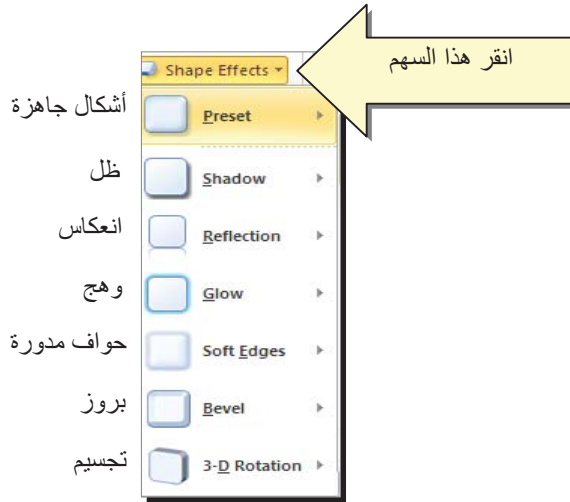 انقر هذا السهم
Shape Effects
أشكال جاهزة Preset
ظل Shadow
انعكاس Reflection
وهج Glow
حواف مدورة Soft Edges
بروز Bevel
تجسيم 3-D Rotation